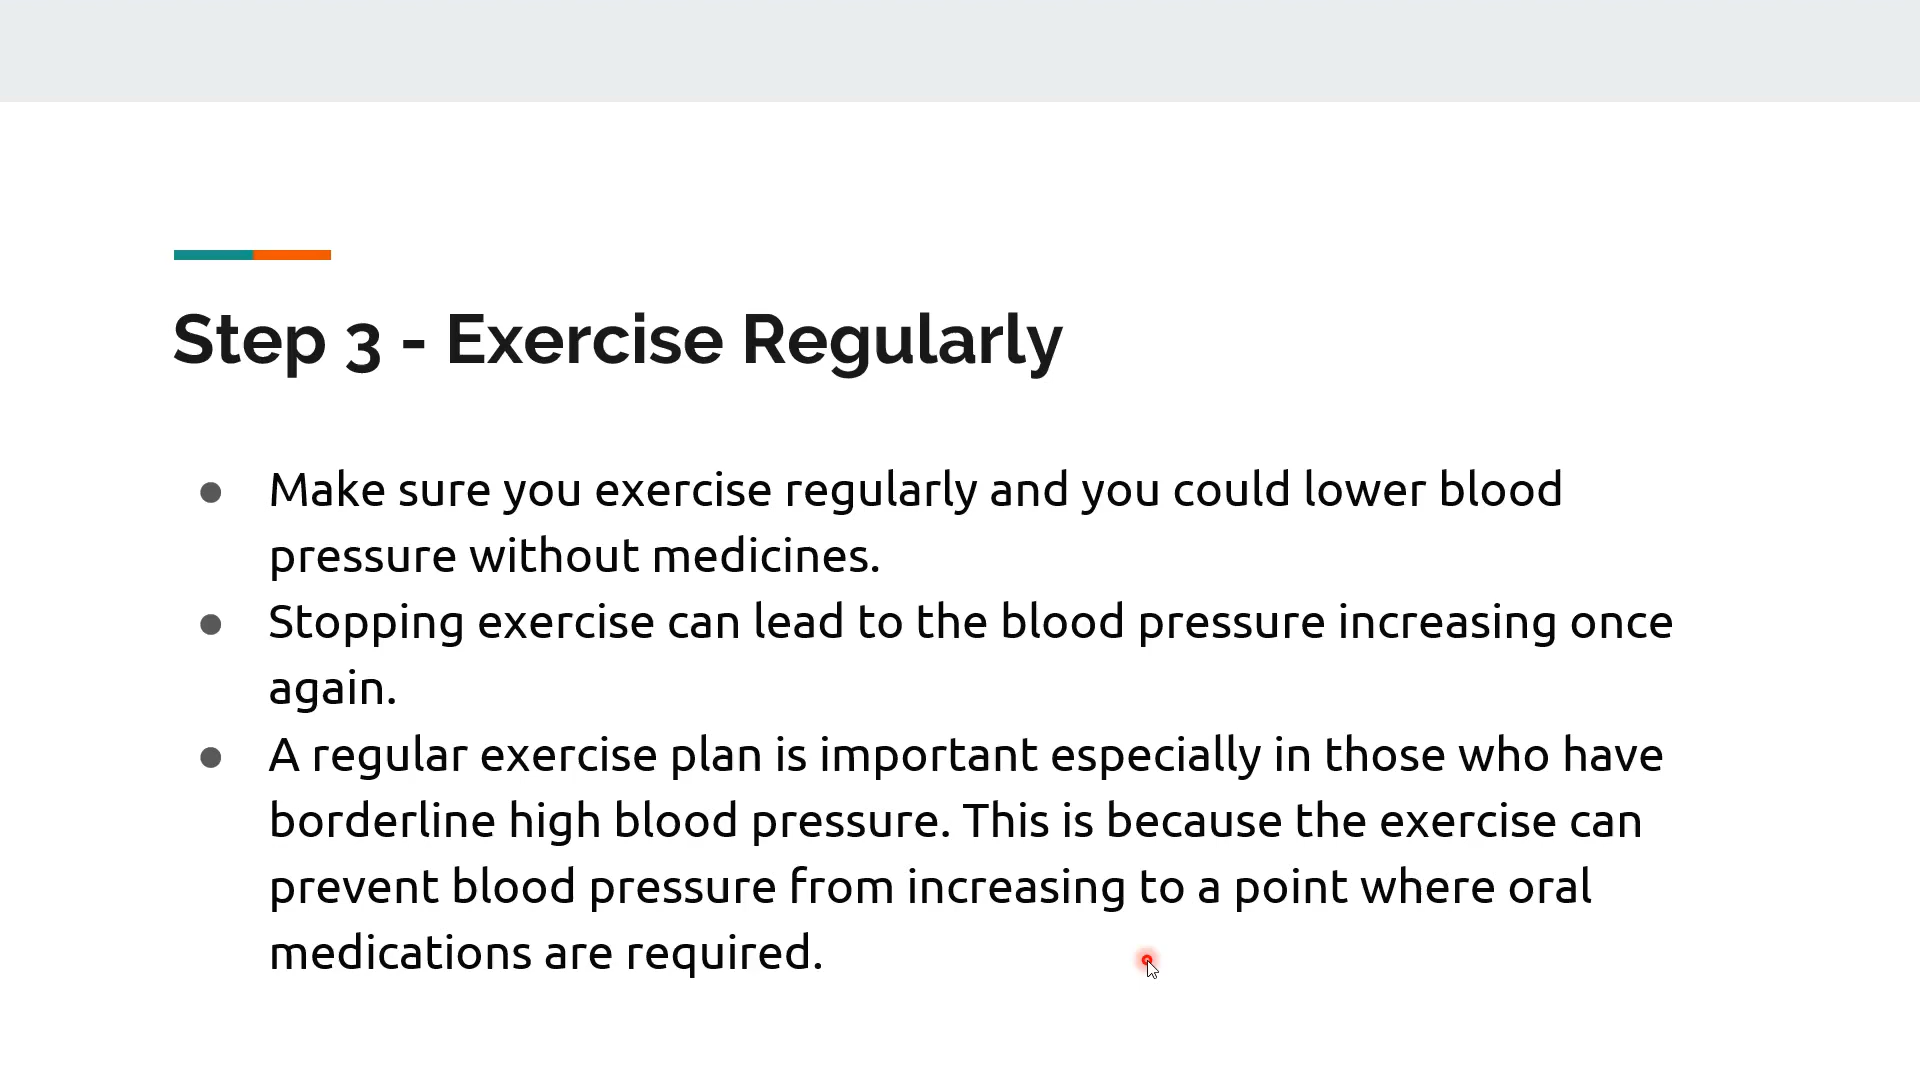 Step 3 - Exercise Regularly
● Make sure you exercise regularly and you could lower blood
pressure without medicines.
● Stopping exercise can lead to the blood pressure increasing once
again.
● A regular exercise plan is important especially in those who have
borderline high blood pressure. This is because the exercise can
prevent blood pressure from increasing to a point where oral
medications are required.